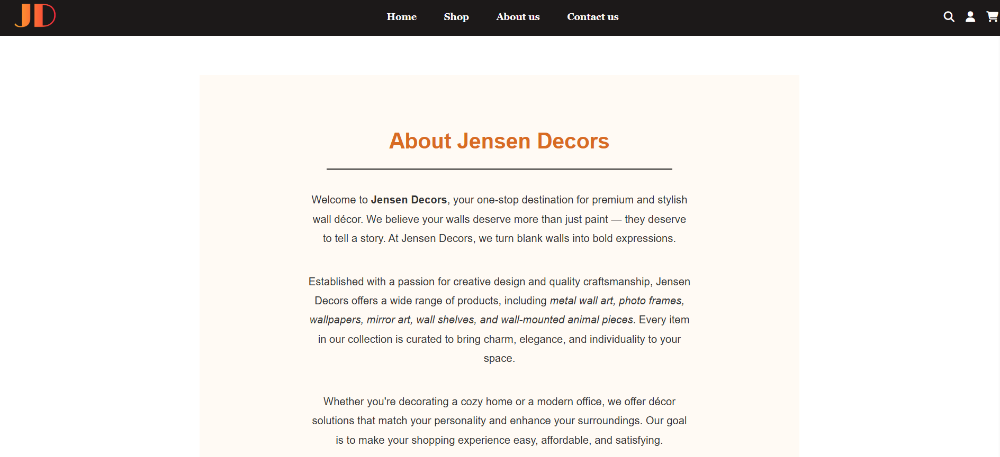 JD
Home
Shop
About us
Contact us
About Jensen Decors
Welcome to Jensen Decors, your one-stop destination for premium and stylish
wall décor. We believe your walls deserve more than just paint — they deserve
to tell a story. At Jensen Decors, we turn blank walls into bold expressions.
Established with a passion for creative design and quality craftsmanship, Jensen
Decors offers a wide range of products, including metal wall art, photo frames,
wallpapers, mirror art, wall shelves, and wall-mounted animal pieces. Every item
in our collection is curated to bring charm, elegance, and individuality to your
space.
Whether you're decorating a cozy home or a modern office, we offer décor
solutions that match your personality and enhance your surroundings. Our goal
is to make your shopping experience easy, affordable, and satisfying.